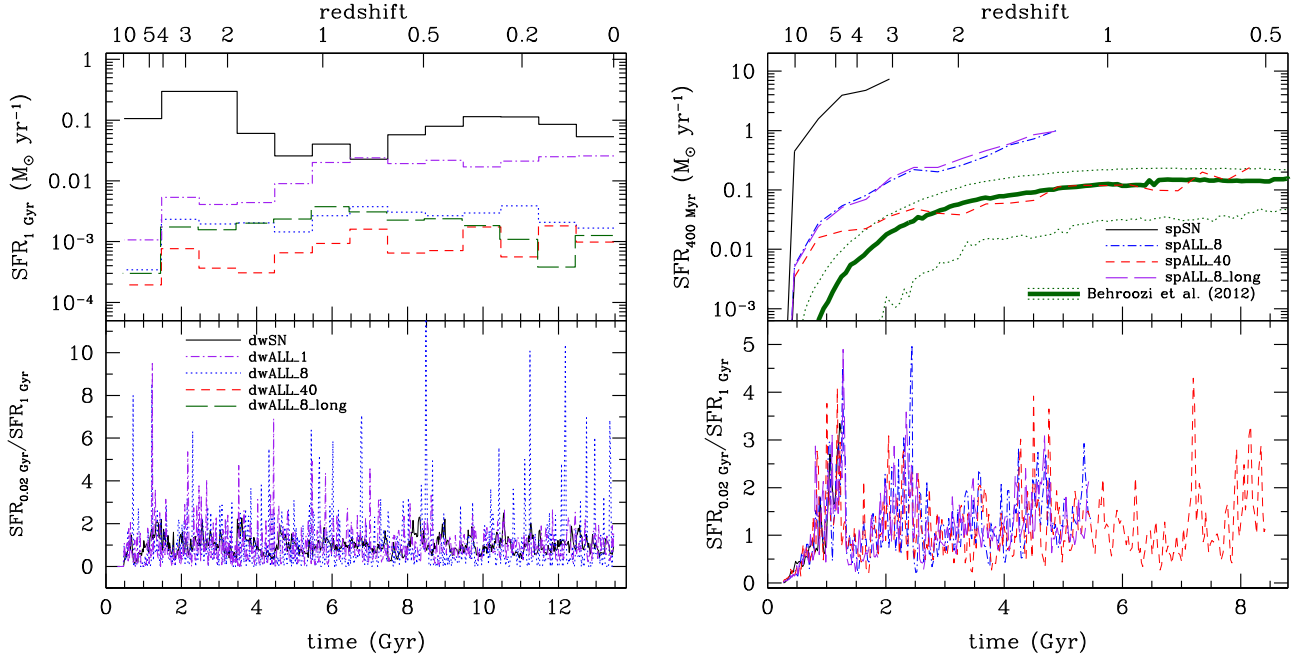 redshift
10 5 4 3 2 1 0.5 0.2 0
1
0.1
0.01
10⁻³
10⁻⁴
SFR₁ Gyr (M⊙ yr⁻¹)
10
8
6
4
2
0
SFR₀.₀₂ Gyr/SFR₁ Gyr
dwSN
dwALL_1
dwALL_8
dwALL_40
dwALL_8_long
0 2 4 6 8 10 12
time (Gyr)
redshift
10 5 4 3 2 1 0.5
10
1
0.1
0.01
10⁻³
SFR₄₀₀ Myr (M⊙ yr⁻¹)
spSN
spALL_8
spALL_40
spALL_8_long
Behroozi et al. (2012)
5
4
3
2
1
0
SFR₀.₀₂ Gyr/SFR₁ Gyr
0 2 4 6 8
time (Gyr)